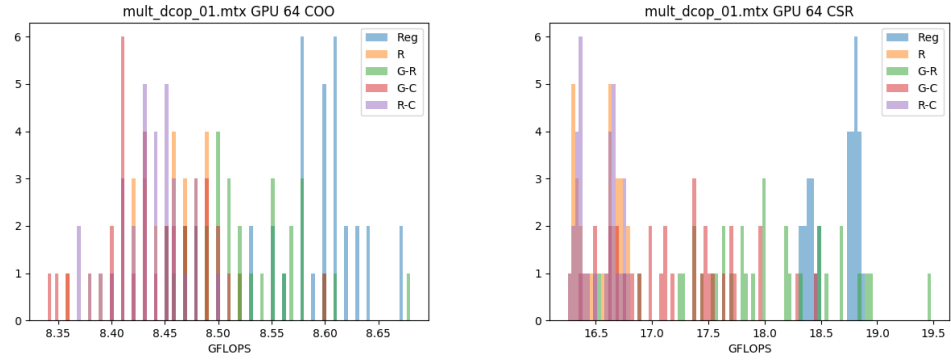 mult_dcop_01.mtx GPU 64 COO
6
5
4
3
2
1
0
Reg
R
G-R
G-C
R-C
8.35 8.40 8.45 8.50 8.55 8.60 8.65
GFLOPS
mult_dcop_01.mtx GPU 64 CSR
6
5
4
3
2
1
0
Reg
R
G-R
G-C
R-C
16.5 17.0 17.5 18.0 18.5 19.0 19.5
GFLOPS